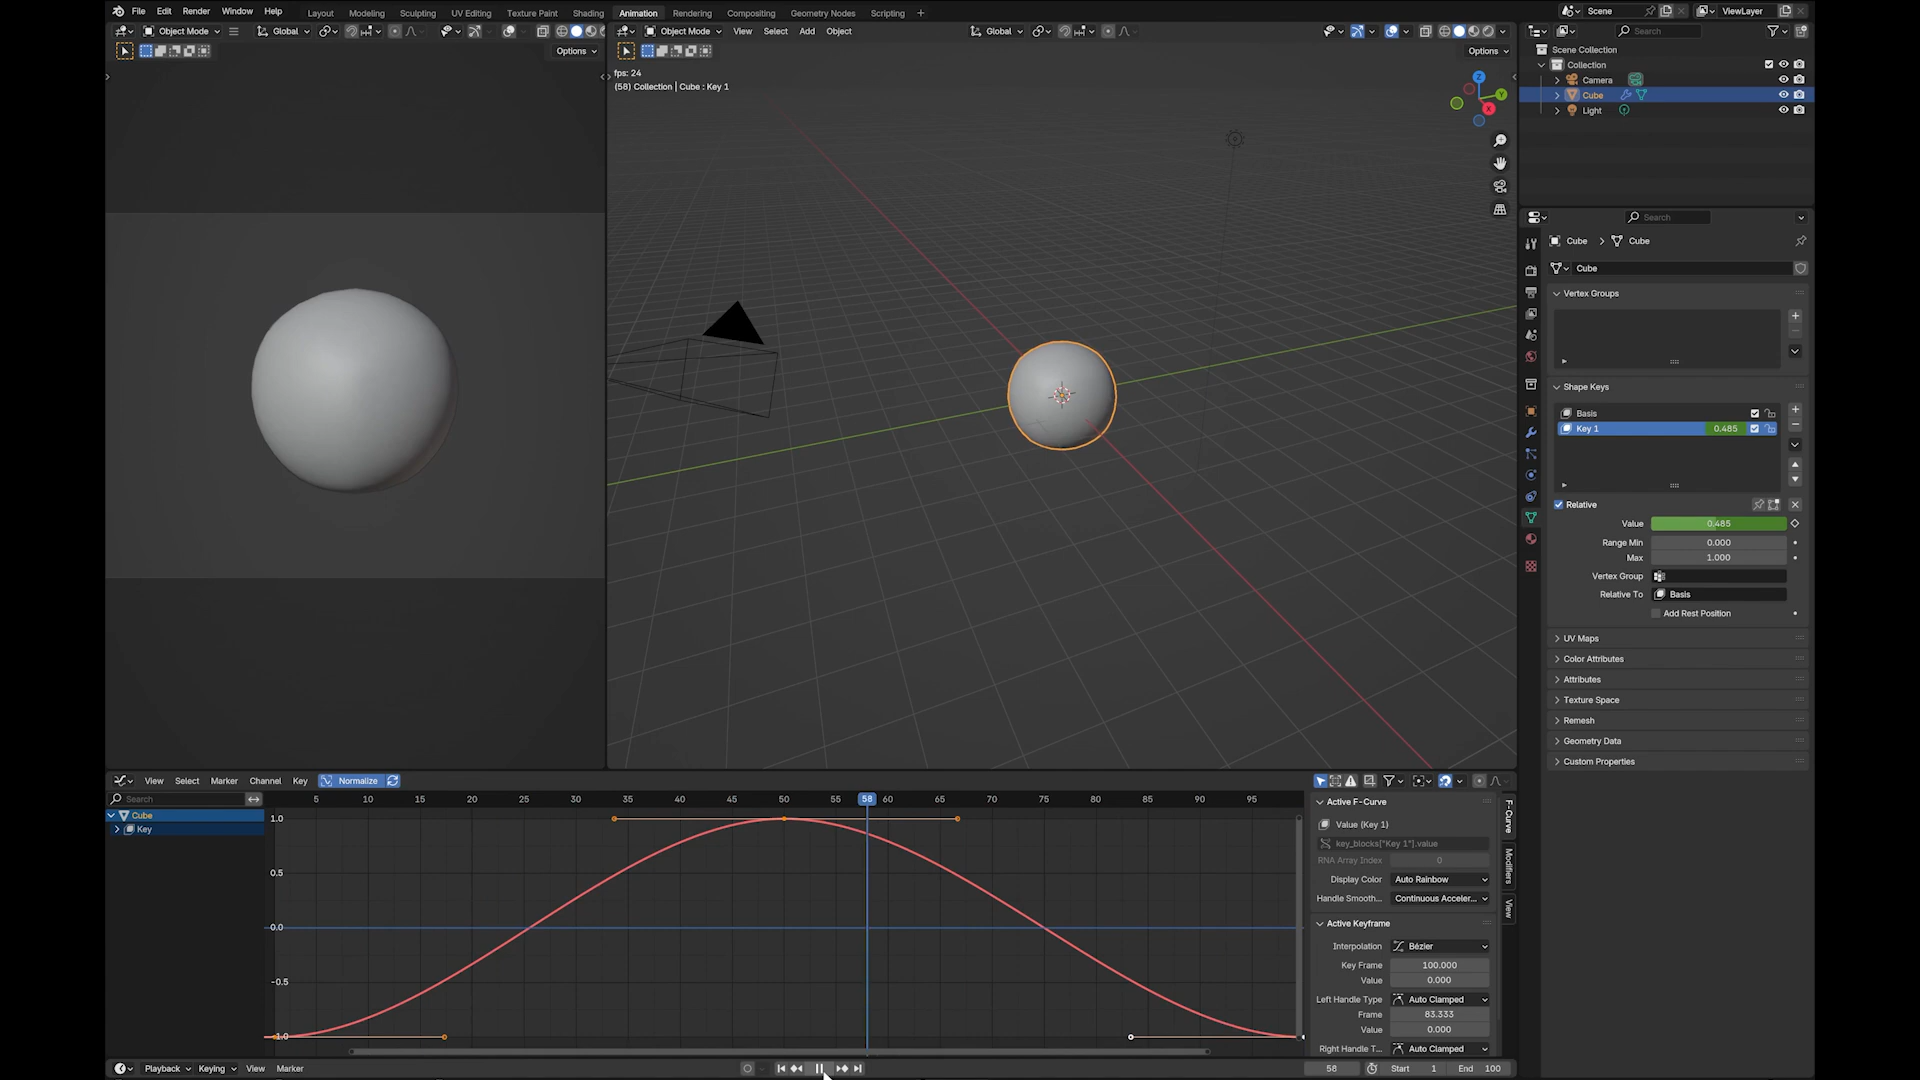 File Edit Render Window Help Layout Modeling Sculpting UV Editing Texture Paint Shading Animation Rendering Compositing Geometry Nodes Scripting + Scene ViewLayer
Object Mode Global Object Mode View Select Add Object Global Search
Options Options
Scene Collection
Collection
Camera
Cube
Light
fps: 24
(58) Collection | Cube : Key 1
Z
Y
X
Search
Cube > Cube
Cube
Vertex Groups
Shape Keys
Basis
Key 1 0.485
Relative
Value 0.485
Range Min 0.000
Max 1.000
Vertex Group
Relative To Basis
Add Rest Position
UV Maps
Color Attributes
Attributes
Texture Space
Remesh
Geometry Data
Custom Properties
View Select Marker Channel Key Normalize
Search 5 10 15 20 25 30 35 40 45 50 58 60 65 70 75 80 85 90 95
Cube
Key
1.0
0.5
0.0
-0.5
-1.0
Active F-Curve
Value (Key 1)
key_blocks["Key 1"].value
RNA Array Index 0
Display Color Auto Rainbow
Handle Smooth... Continuous Acceler...
Active Keyframe
Interpolation Bézier
Key Frame 100.000
Value 0.000
Left Handle Type Auto Clamped
Frame 83.333
Value 0.000
Right Handle T... Auto Clamped
F-Curve
Modifiers
View
Playback Keying View Marker 58 Start 1 End 100